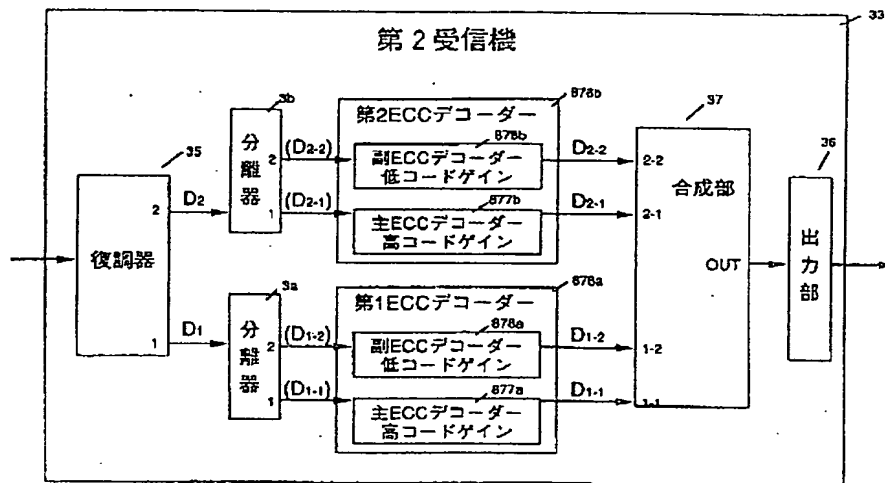 33
第2受信機
876b
3b
第2ECCデコーダー
37
分離器
(D2-2)
878b
2
副ECCデコーダー
低コードゲイン
D2-2
2-2
36
35
合成部
2
D2
(D2-1)
1
877b
主ECCデコーダー
高コードゲイン
D2-1
2-1
復調器
OUT
出力部
876a
3a
第1ECCデコーダー
1
D1
分離器
(D1-2)
2
878a
副ECCデコーダー
低コードゲイン
D1-2
1-2
(D1-1)
1
877a
主ECCデコーダー
高コードゲイン
D1-1
1-1